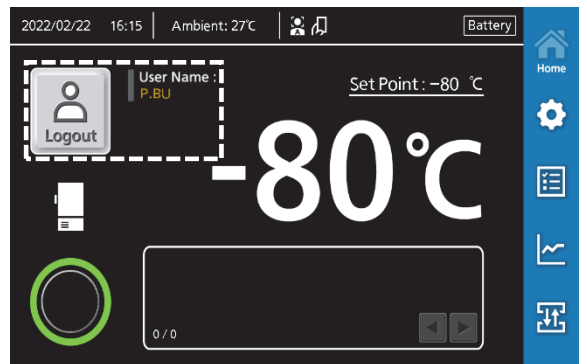 2022/02/22 16:15 Ambient: 27℃ Battery
Home
User Name :
P.BU
Logout
Set Point : −80 ℃
-80℃
0 / 0